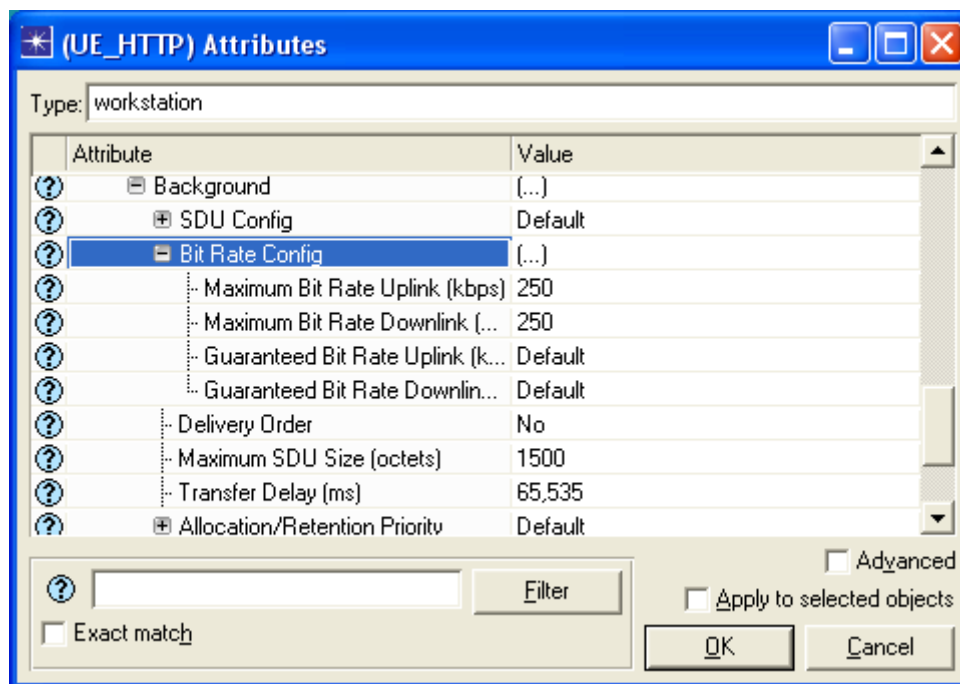 (UE_HTTP) Attributes
Type: workstation
Attribute Value
Background (...)
SDU Config Default
Bit Rate Config (...)
Maximum Bit Rate Uplink (kbps) 250
Maximum Bit Rate Downlink (... 250
Guaranteed Bit Rate Uplink (k... Default
Guaranteed Bit Rate Downlin... Default
Delivery Order No
Maximum SDU Size (octets) 1500
Transfer Delay (ms) 65,535
Allocation/Retention Priority Default
Advanced
Filter
Apply to selected objects
Exact match
OK Cancel